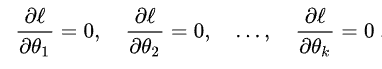 ∂ℓ/∂θ₁ = 0, ∂ℓ/∂θ₂ = 0, …, ∂ℓ/∂θₖ = 0 .